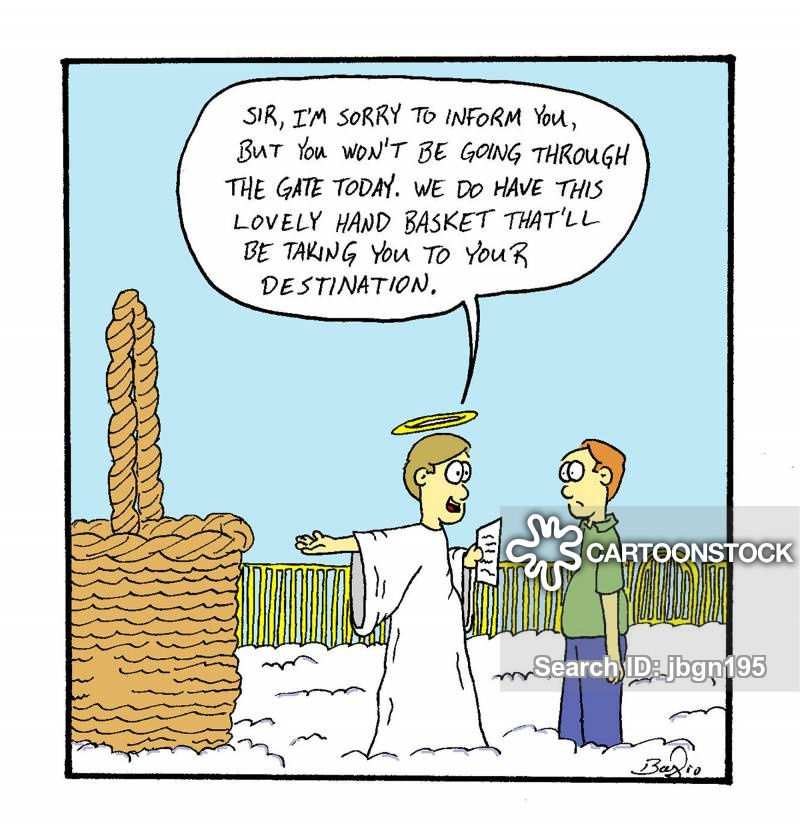 SIR, I'M SORRY TO INFORM YOU,
BUT YOU WON'T BE GOING THROUGH
THE GATE TODAY. WE DO HAVE THIS
LOVELY HAND BASKET THAT'LL
BE TAKING YOU TO YOUR
DESTINATION.
CARTOONSTOCK
Search ID: jbgn195